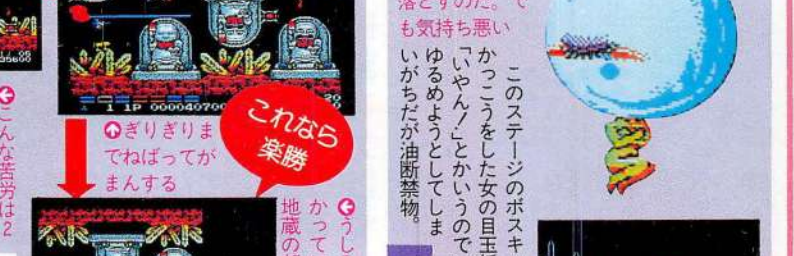 落とすのだ。で
も気持ち悪い
このステージのボスキ
かっこうをした女の目玉
「いやん!」とかいうので
ゆるめようとしてしま
いがちだが油断禁物。
1 1P 000040700
20
これなら
楽勝
ぎりぎりま
でねばってが
まんする
うし
かって
地蔵の
こんな苦労は2